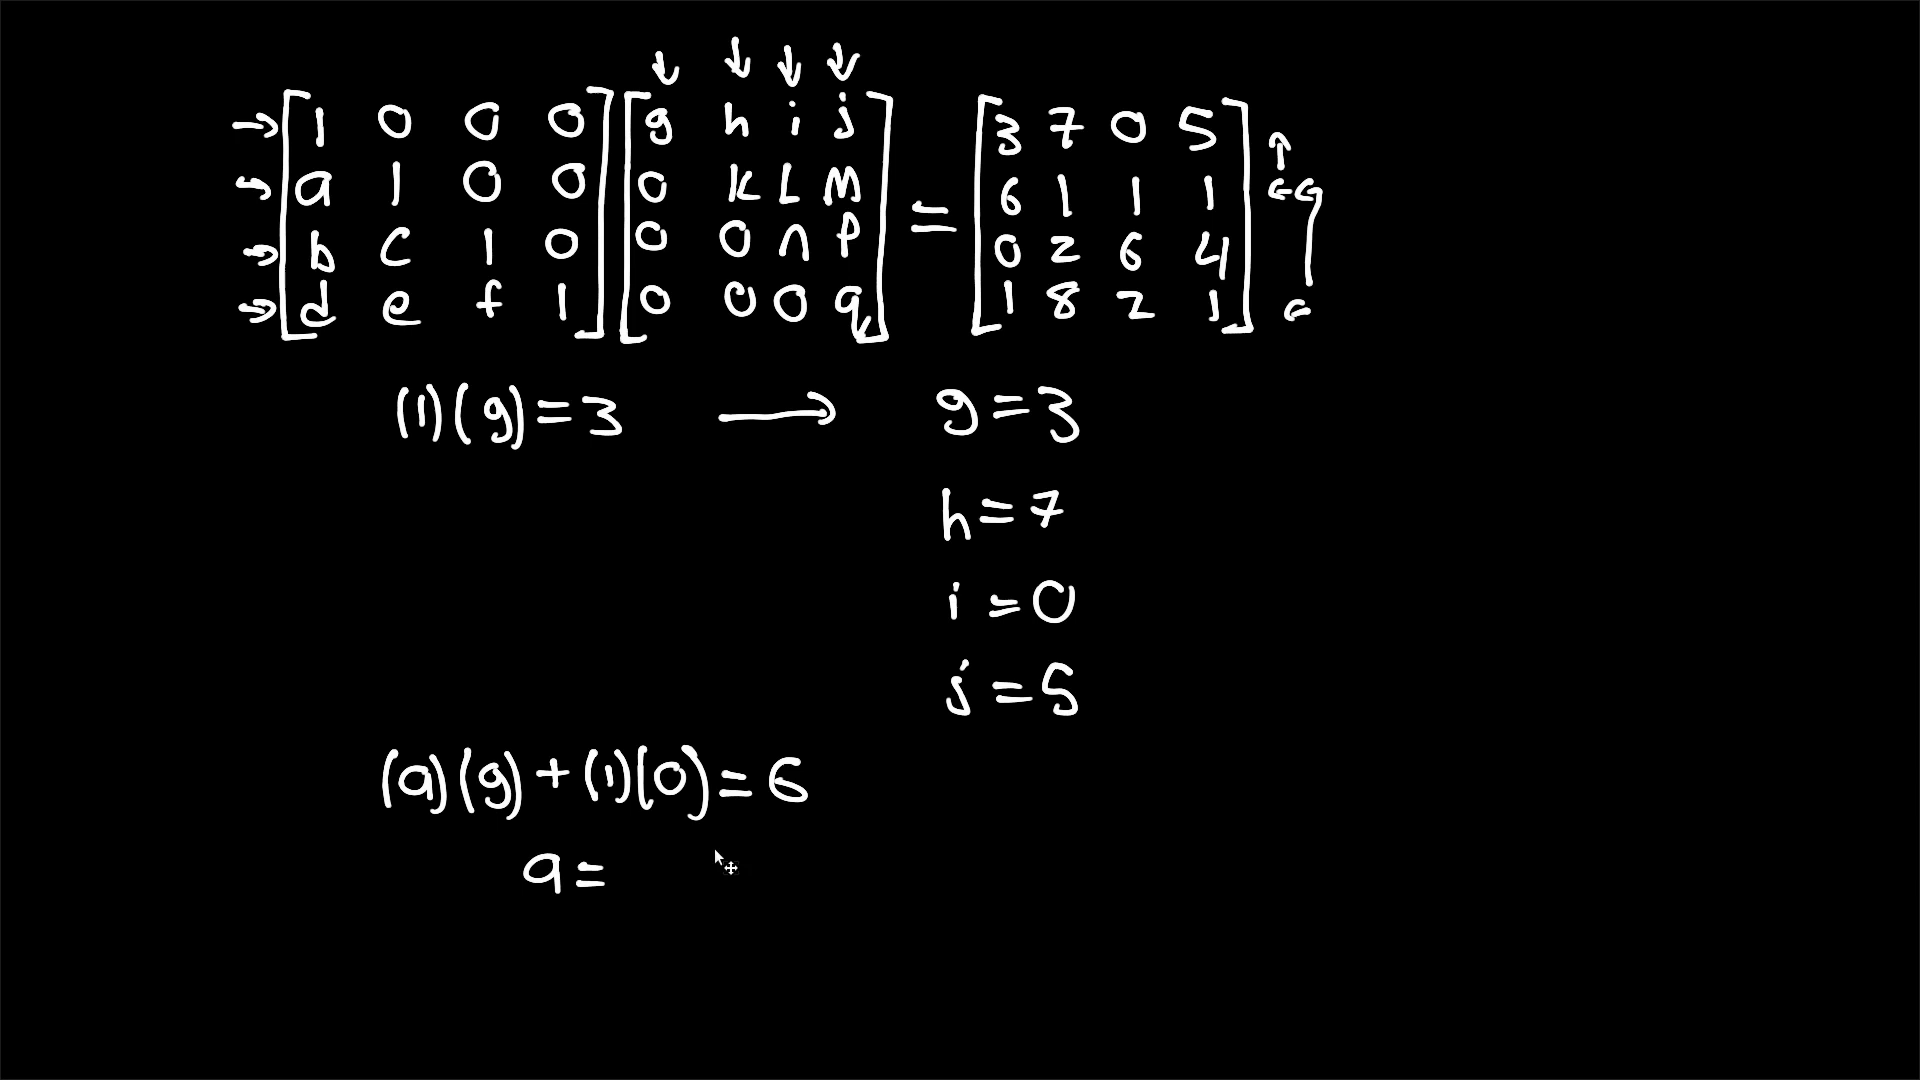 → [1 0 0 0] [g h i j] = [3 7 0 5]
→ [a 1 0 0] [0 K L M] [6 1 1 1]
→ [b c 1 0] [0 0 n P] [0 2 6 4]
→ [d e f 1] [0 0 0 q] [1 8 2 1]
(1)(g)=3 → g=3
h=7
i=0
j=5
(a)(g)+(1)(0)=6
a=